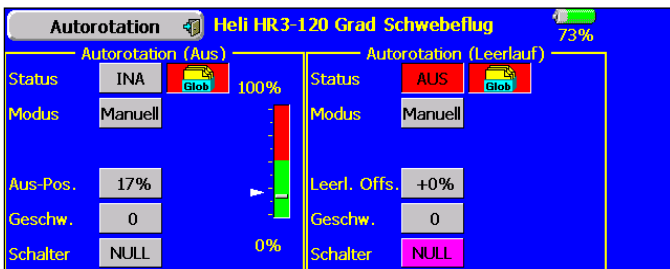 Autorotation Heli HR3-120 Grad Schwebeflug 73%
Autorotation (Aus) Autorotation (Leerlauf)
Status INA Glob 100% Status AUS Glob
Modus Manuell Modus Manuell
Aus-Pos. 17% Leerl. Offs. +0%
Geschw. 0 Geschw. 0
Schalter NULL 0% Schalter NULL